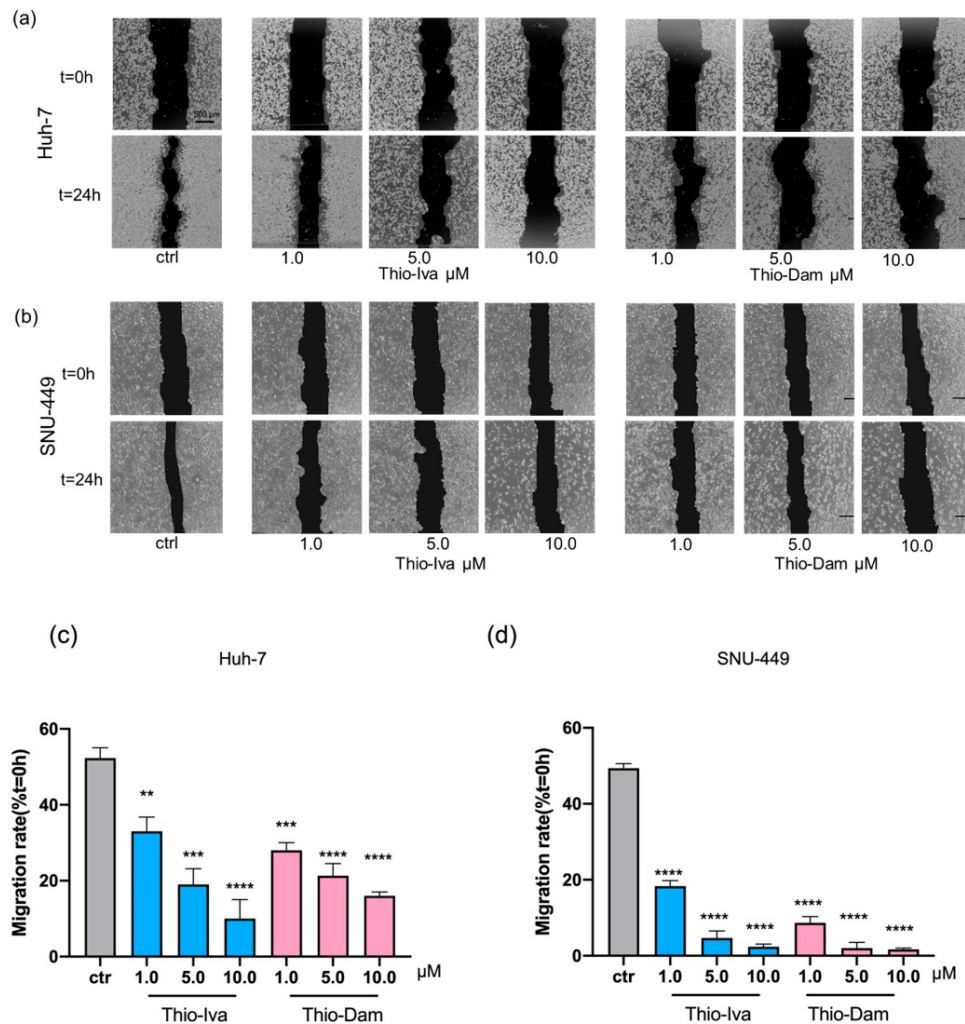 (a)
Huh-7
t=0h
500 µm
t=24h
ctrl
1.0
5.0
10.0
Thio-Iva µM
1.0
5.0
10.0
Thio-Dam µM
(b)
SNU-449
t=0h
t=24h
ctrl
1.0
5.0
10.0
Thio-Iva µM
1.0
5.0
10.0
Thio-Dam µM
(c)
Huh-7
Migration rate(%t=0h)
60
40
20
0
**
***
****
***
****
****
ctr
1.0
5.0
10.0
1.0
5.0
10.0
µM
Thio-Iva
Thio-Dam
(d)
SNU-449
Migration rate(%t=0h)
60
40
20
0
****
****
****
****
****
****
ctr
1.0
5.0
10.0
1.0
5.0
10.0
µM
Thio-Iva
Thio-Dam